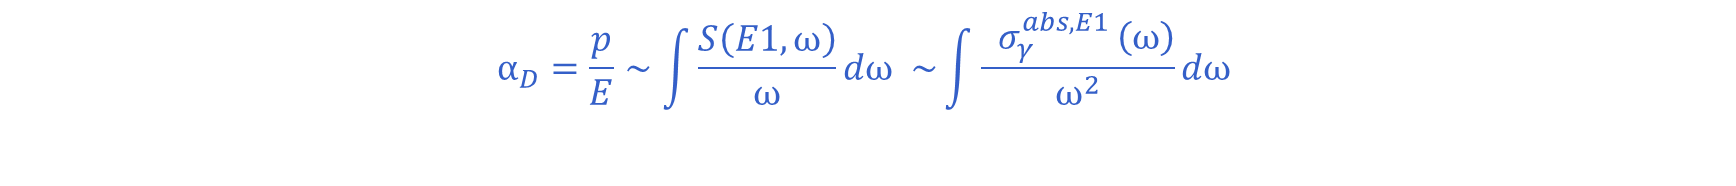 α_D = p/E ~ ∫ S(E1, ω)/ω dω ~ ∫ σ_γ^{abs,E1}(ω)/ω² dω